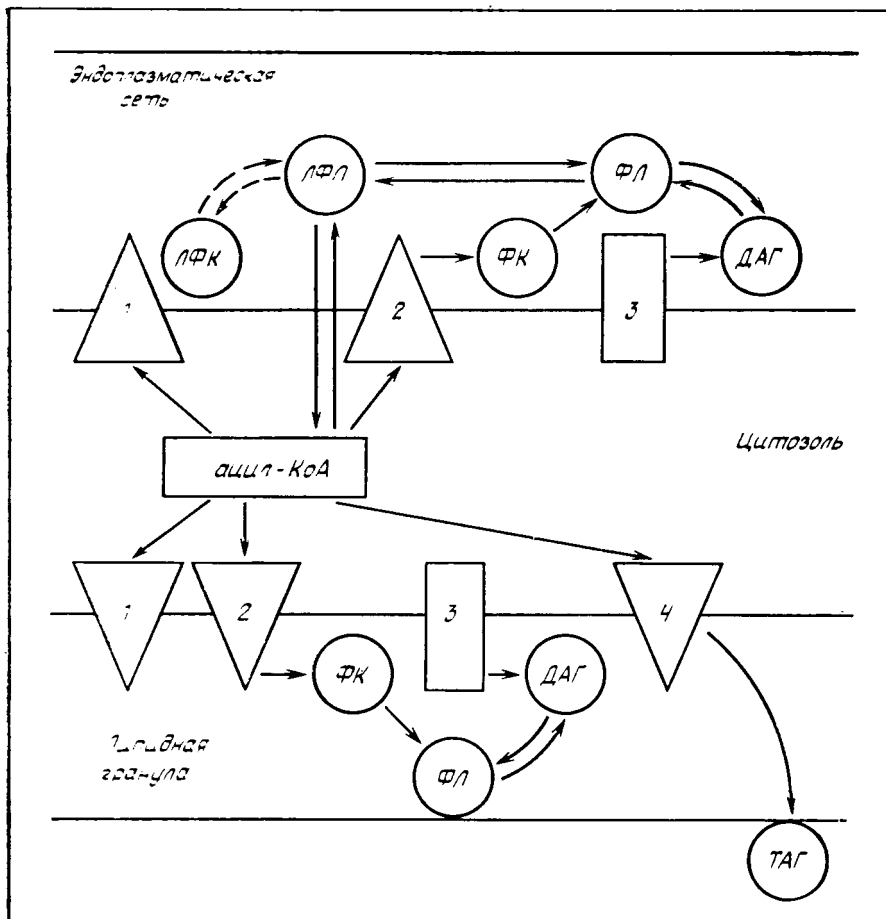 Эндоплазматическая
сеть
ЛФЛ
ФЛ
ЛФК
ФК
ДАГ
1
2
3
Цитозоль
ацил-КоА
1
2
3
4
ФК
ДАГ
Липидная
гранула
ФЛ
ТАГ